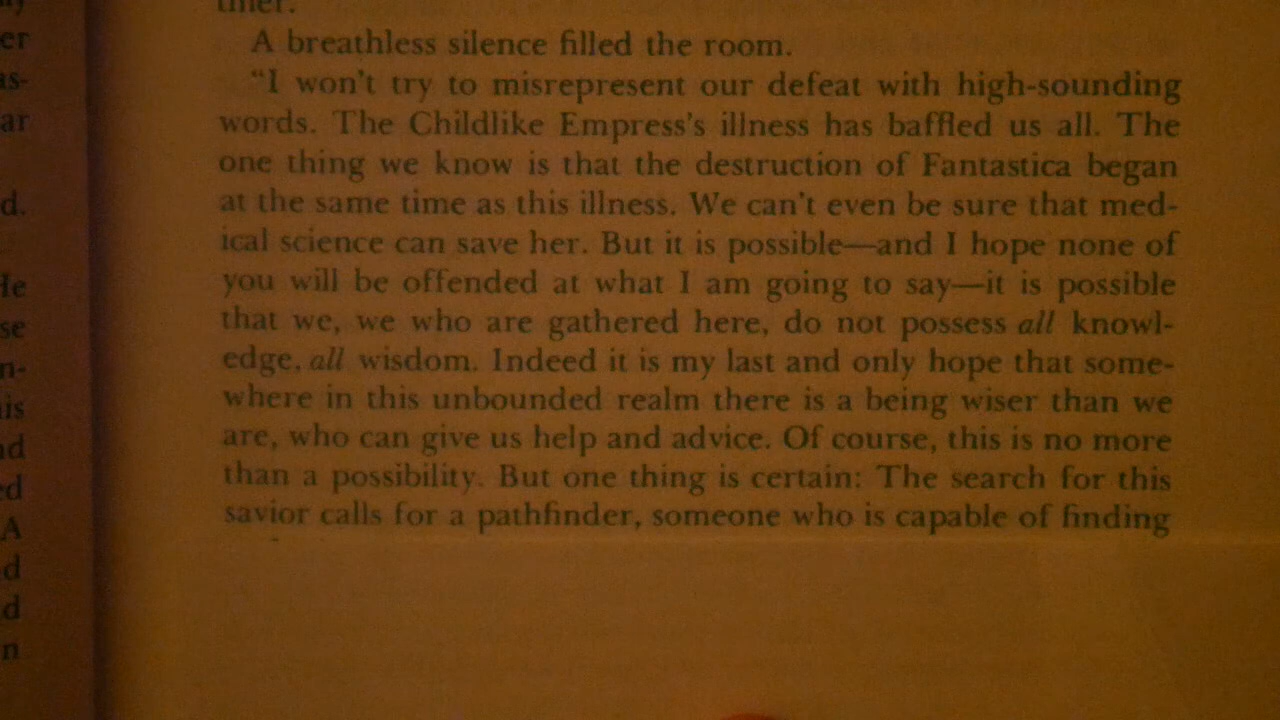 A breathless silence filled the room.
"I won't try to misrepresent our defeat with high-sounding
words. The Childlike Empress's illness has baffled us all. The
one thing we know is that the destruction of Fantastica began
at the same time as this illness. We can't even be sure that med-
ical science can save her. But it is possible—and I hope none of
you will be offended at what I am going to say—it is possible
that we, we who are gathered here, do not possess all knowl-
edge, all wisdom. Indeed it is my last and only hope that some-
where in this unbounded realm there is a being wiser than we
are, who can give us help and advice. Of course, this is no more
than a possibility. But one thing is certain: The search for this
savior calls for a pathfinder, someone who is capable of finding